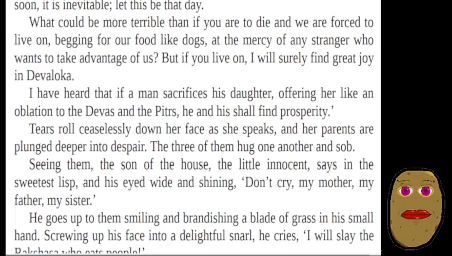 soon, it is inevitable; let this be that day.
What could be more terrible than if you are to die and we are forced to
live on, begging for our food like dogs, at the mercy of any stranger who
wants to take advantage of us? But if you live on, I will surely find great joy
in Devaloka.
I have heard that if a man sacrifices his daughter, offering her like an
oblation to the Devas and the Pitrs, he and his shall find prosperity.’
Tears roll ceaselessly down her face as she speaks, and her parents are
plunged deeper into despair. The three of them hug one another and sob.
Seeing them, the son of the house, the little innocent, says in the
sweetest lisp, and his eyed wide and shining, ‘Don’t cry, my mother, my
father, my sister.’
He goes up to them smiling and brandishing a blade of grass in his small
hand. Screwing up his face into a delightful snarl, he cries, ‘I will slay the
Rakshasa who eats people!’